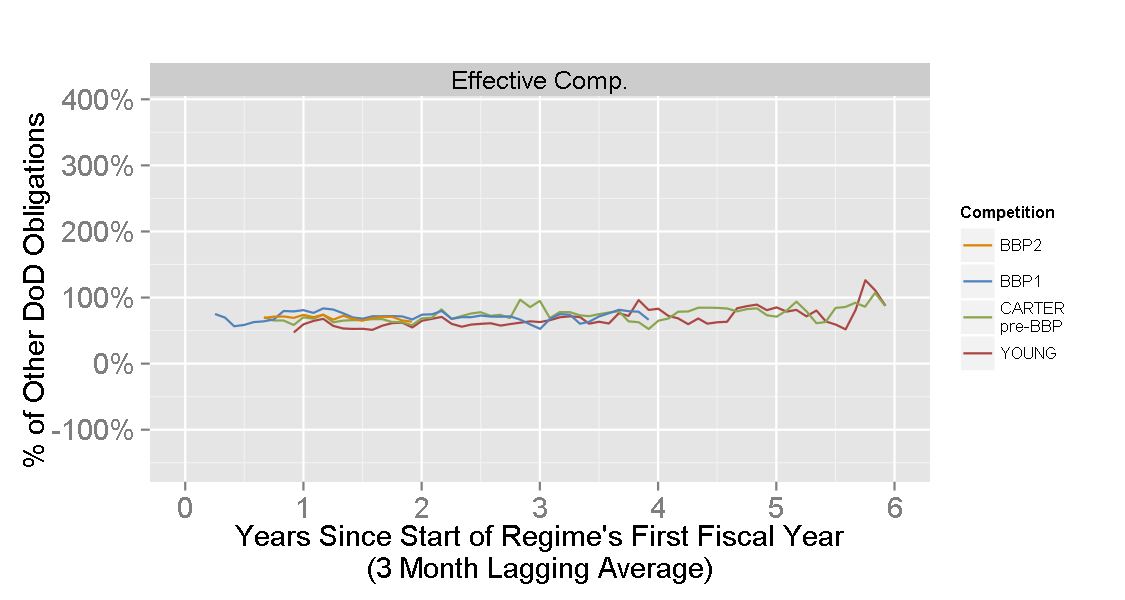 Effective Comp.
400%
300%
200%
100%
0%
-100%
% of Other DoD Obligations
0 1 2 3 4 5 6
Years Since Start of Regime's First Fiscal Year
(3 Month Lagging Average)
Competition
BBP2
BBP1
CARTER
pre-BBP
YOUNG